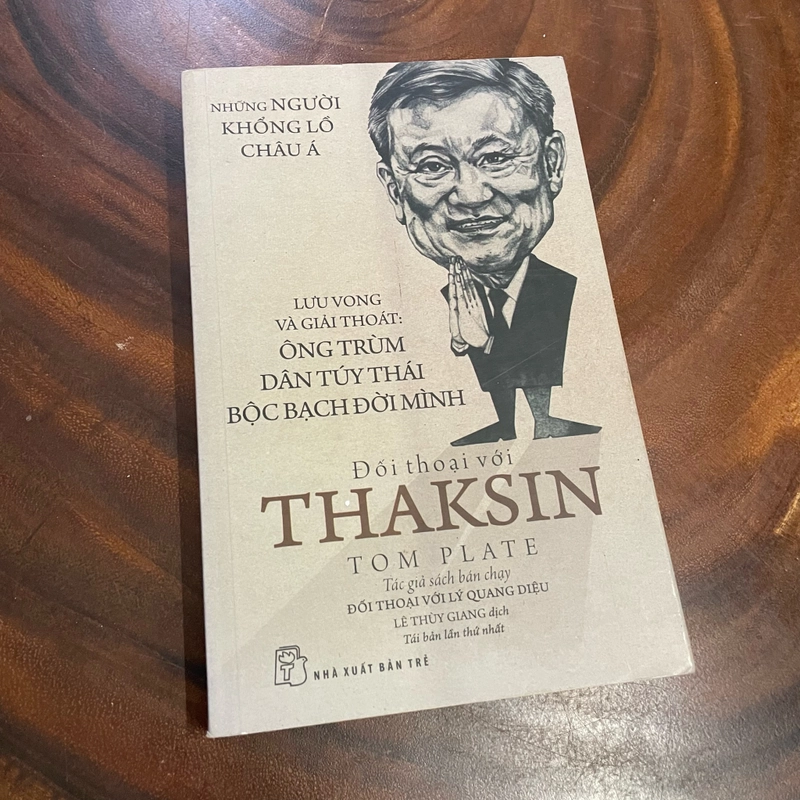 NHỮNG NGƯỜI
KHỔNG LỒ
CHÂU Á
LƯU VONG
VÀ GIẢI THOÁT:
ÔNG TRÙM
DÂN TÚY THÁI
BỘC BẠCH ĐỜI MÌNH
Đối thoại với
THAKSIN
TOM PLATE
Tác giả sách bán chạy
ĐỐI THOẠI VỚI LÝ QUANG DIỆU
LÊ THÙY GIANG dịch
Tái bản lần thứ nhất
NHÀ XUẤT BẢN TRẺ